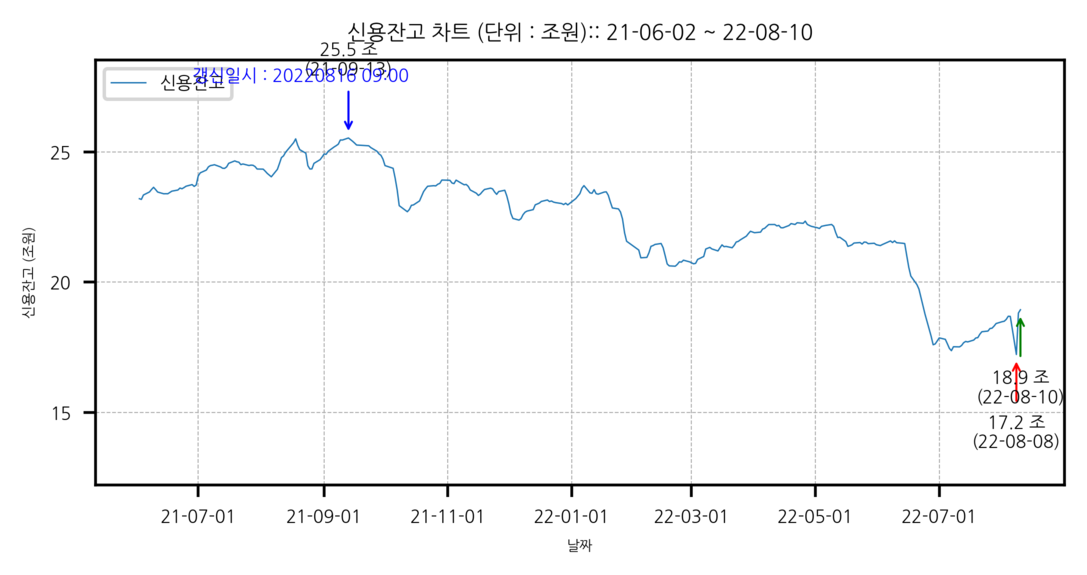 신용잔고 차트 (단위 : 조원):: 21-06-02 ~ 22-08-10
25.5 조
(21-09-13)
갱신일시 : 20220816 09:00
신용잔고
25
20
15
신용잔고 (조원)
18.9 조
(22-08-10)
17.2 조
(22-08-08)
21-07-01
21-09-01
21-11-01
22-01-01
22-03-01
22-05-01
22-07-01
날짜